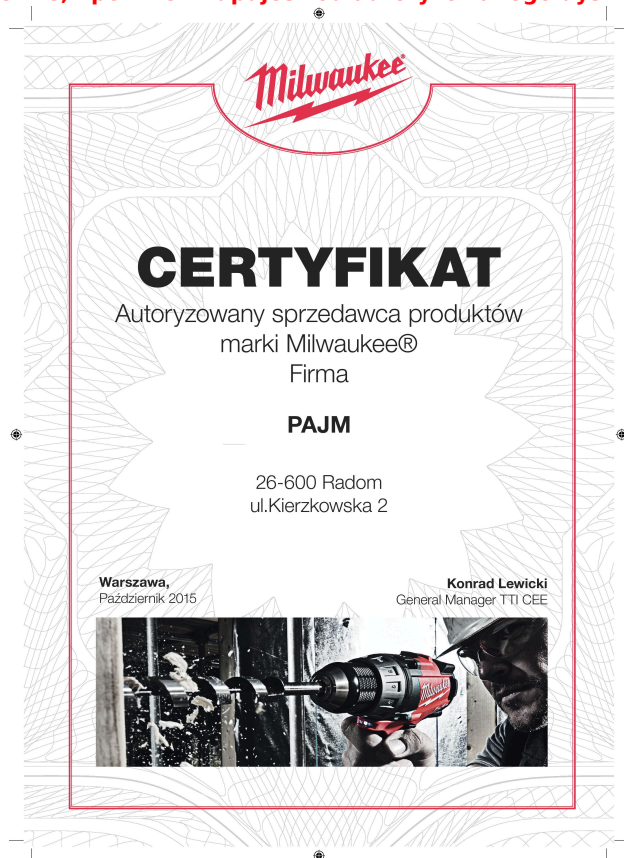 Milwaukee®
CERTYFIKAT
Autoryzowany sprzedawca produktów
marki Milwaukee®
Firma
PAJM
26-600 Radom
ul.Kierzkowska 2
Warszawa,
Październik 2015
Konrad Lewicki
General Manager TTI CEE
Milwaukee